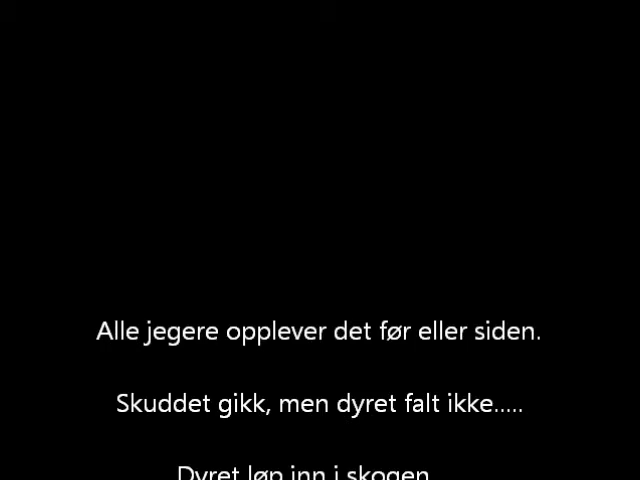 Alle jegere opplever det før eller siden.
Skuddet gikk, men dyret falt ikke.....
Dyret løp inn i skogen